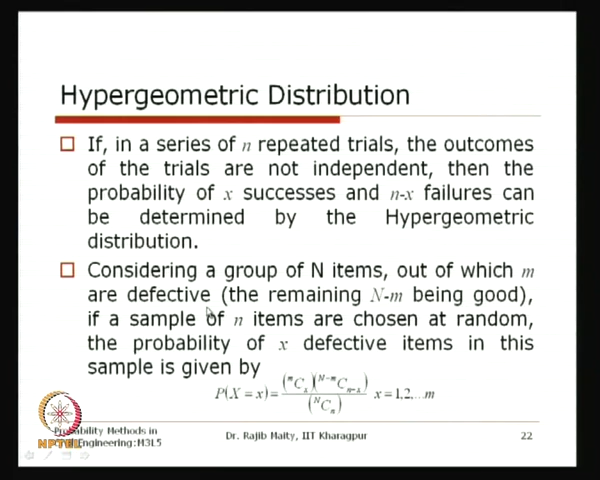 Hypergeometric Distribution
If, in a series of n repeated trials, the outcomes
of the trials are not independent, then the
probability of x successes and n-x failures can
be determined by the Hypergeometric
distribution.
Considering a group of N items, out of which m
are defective (the remaining N-m being good),
if a sample of n items are chosen at random,
the probability of x defective items in this
sample is given by
P(X = x) = (ᵐCₓ)(ᴺ⁻ᵐCₙ₋ₓ) / (ᴺCₙ) x = 1,2,...m
Probability Methods in
Civil Engineering:M3L5
Dr. Rajib Maity, IIT Kharagpur
22
NPTEL